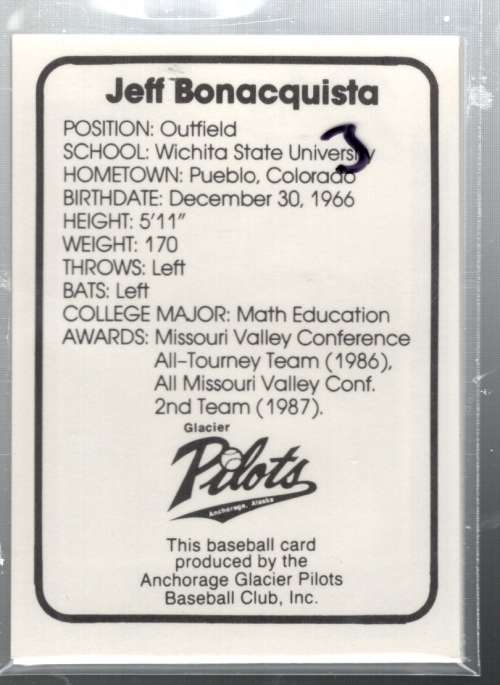 Jeff Bonacquista
POSITION: Outfield
SCHOOL: Wichita State University
HOMETOWN: Pueblo, Colorado
BIRTHDATE: December 30, 1966
HEIGHT: 5'11"
WEIGHT: 170
THROWS: Left
BATS: Left
COLLEGE MAJOR: Math Education
AWARDS: Missouri Valley Conference
All-Tourney Team (1986),
All Missouri Valley Conf.
2nd Team (1987).
Glacier
Pilots
Anchorage, Alaska
This baseball card
produced by the
Anchorage Glacier Pilots
Baseball Club, Inc.